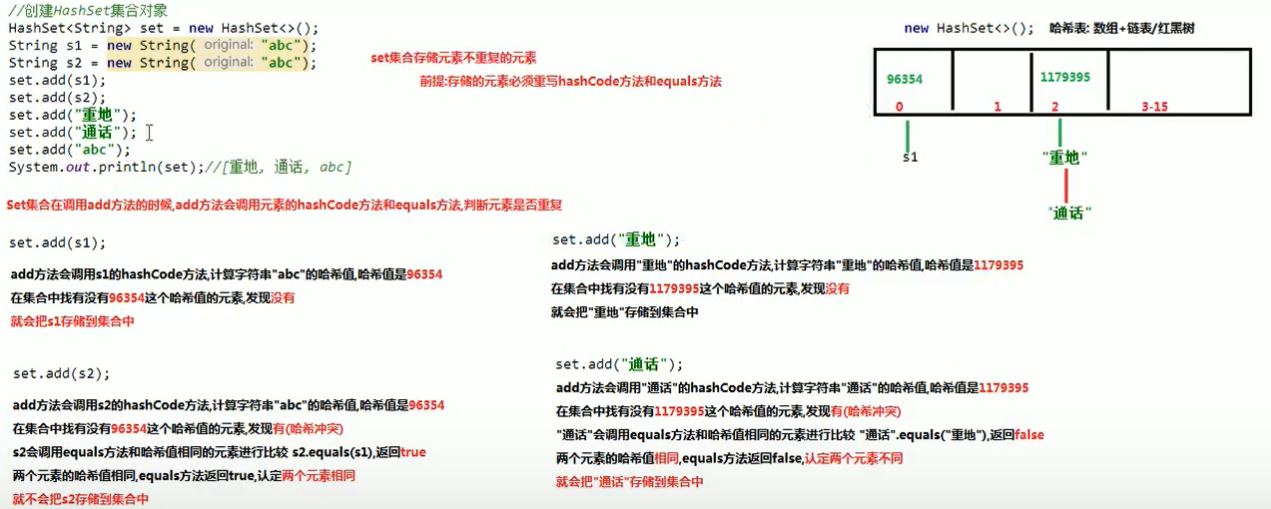 //创建HashSet集合对象
HashSet<String> set = new HashSet<>();
String s1 = new String( original: "abc");
String s2 = new String( original: "abc");
set.add(s1);
set.add(s2);
set.add("重地");
set.add("通话");
set.add("abc");
System.out.println(set);//[重地, 通话, abc]
set集合存储元素不重复的元素
前提:存储的元素必须重写hashCode方法和equals方法
new HashSet<>(); 哈希表: 数组+链表/红黑树
96354 1179395
0 1 2 3-15
s1 "重地"
"通话"
Set集合在调用add方法的时候,add方法会调用元素的hashCode方法和equals方法,判断元素是否重复
set.add(s1);
add方法会调用s1的hashCode方法,计算字符串"abc"的哈希值,哈希值是96354
在集合中找有没有96354这个哈希值的元素,发现没有
就会把s1存储到集合中
set.add(s2);
add方法会调用s2的hashCode方法,计算字符串"abc"的哈希值,哈希值是96354
在集合中找有没有96354这个哈希值的元素,发现有(哈希冲突)
s2会调用equals方法和哈希值相同的元素进行比较 s2.equals(s1),返回true
两个元素的哈希值相同,equals方法返回true,认定两个元素相同
就不会把s2存储到集合中
set.add("重地");
add方法会调用"重地"的hashCode方法,计算字符串"重地"的哈希值,哈希值是1179395
在集合中找有没有1179395这个哈希值的元素,发现没有
就会把"重地"存储到集合中
set.add("通话");
add方法会调用"通话"的hashCode方法,计算字符串"通话"的哈希值,哈希值是1179395
在集合中找有没有1179395这个哈希值的元素,发现有(哈希冲突)
"通话"会调用equals方法和哈希值相同的元素进行比较 "通话".equals("重地"),返回false
两个元素的哈希值相同,equals方法返回false,认定两个元素不同
就会把"通话"存储到集合中